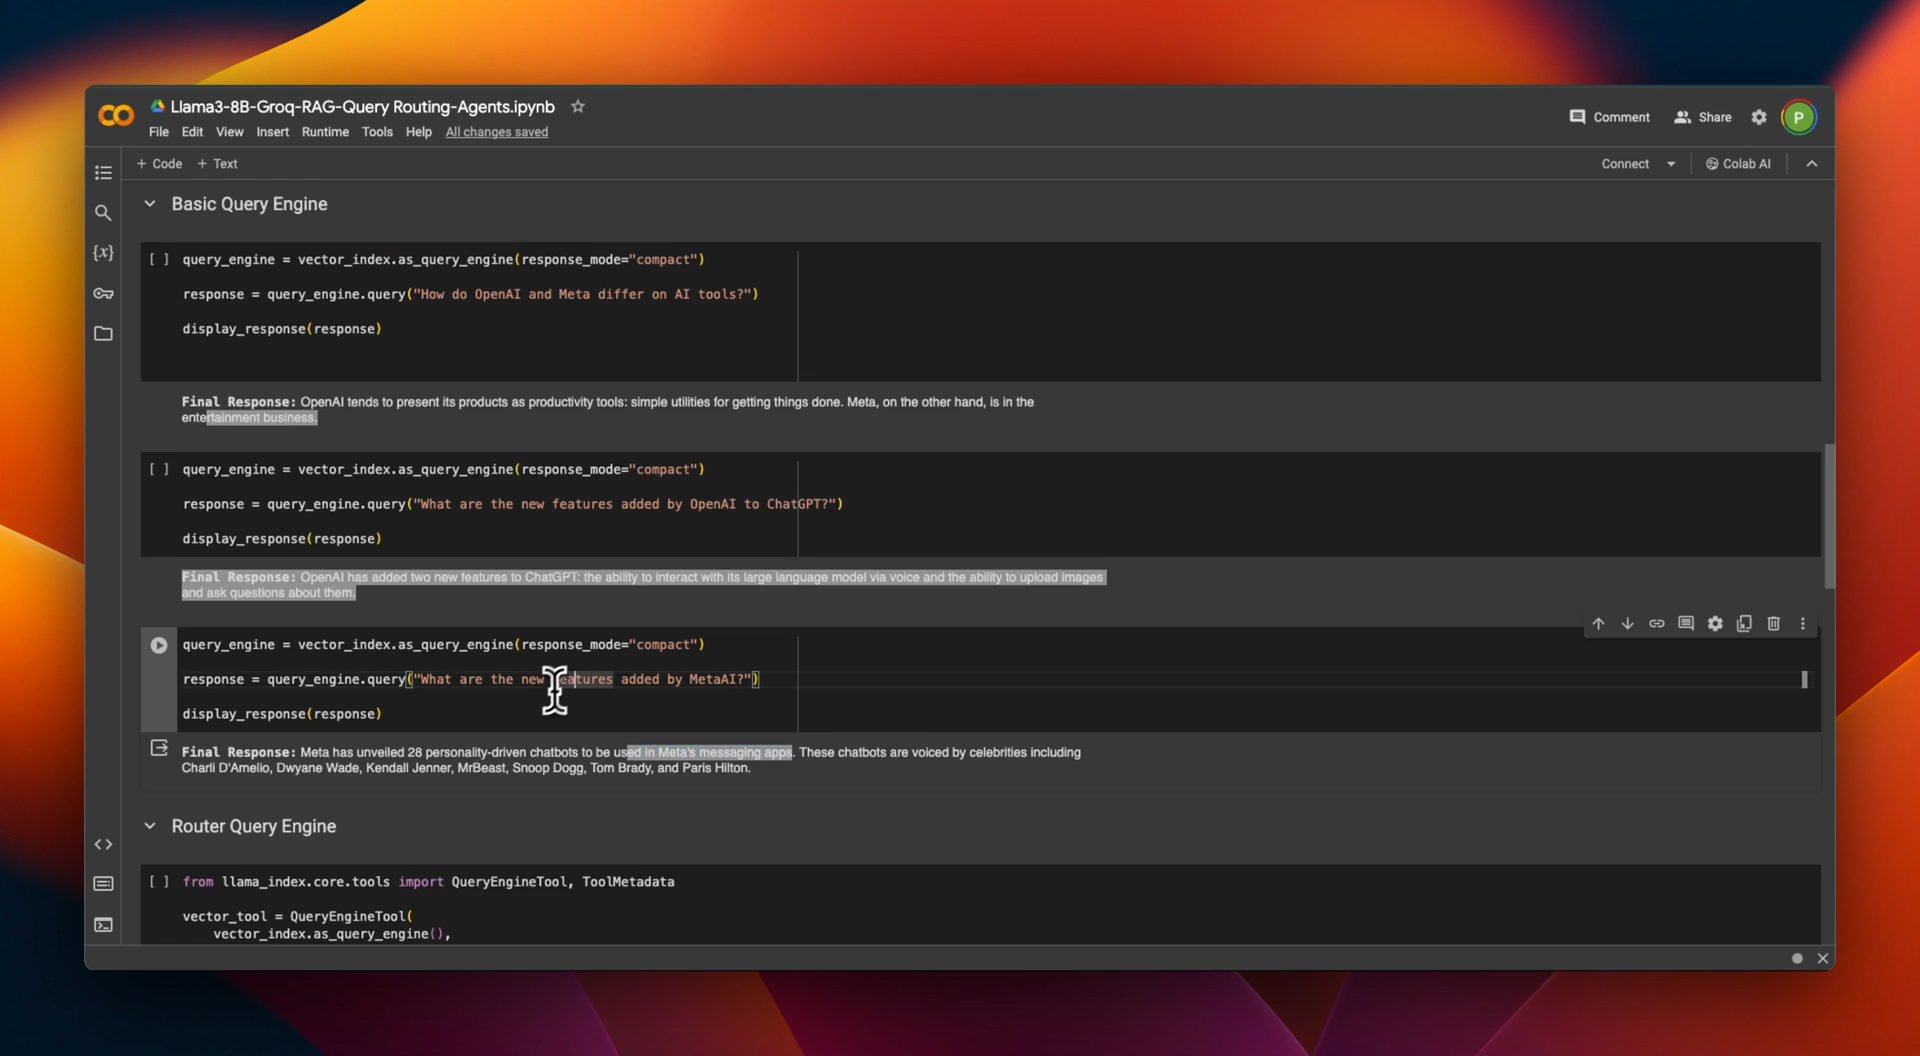 Llama3-8B-Groq-RAG-Query Routing-Agents.ipynb
File Edit View Insert Runtime Tools Help All changes saved
Comment Share P
+ Code + Text
Connect Colab AI
Basic Query Engine
[ ] query_engine = vector_index.as_query_engine(response_mode="compact")
response = query_engine.query("How do OpenAI and Meta differ on AI tools?")
display_response(response)
Final Response: OpenAI tends to present its products as productivity tools: simple utilities for getting things done. Meta, on the other hand, is in the
entertainment business.
[ ] query_engine = vector_index.as_query_engine(response_mode="compact")
response = query_engine.query("What are the new features added by OpenAI to ChatGPT?")
display_response(response)
Final Response: OpenAI has added two new features to ChatGPT: the ability to interact with its large language model via voice and the ability to upload images
and ask questions about them.
query_engine = vector_index.as_query_engine(response_mode="compact")
response = query_engine.query("What are the new features added by MetaAI?")
display_response(response)
Final Response: Meta has unveiled 28 personality-driven chatbots to be used in Meta's messaging apps. These chatbots are voiced by celebrities including
Charli D'Amelio, Dwyane Wade, Kendall Jenner, MrBeast, Snoop Dogg, Tom Brady, and Paris Hilton.
Router Query Engine
[ ] from llama_index.core.tools import QueryEngineTool, ToolMetadata
vector_tool = QueryEngineTool(
vector_index.as_query_engine(),